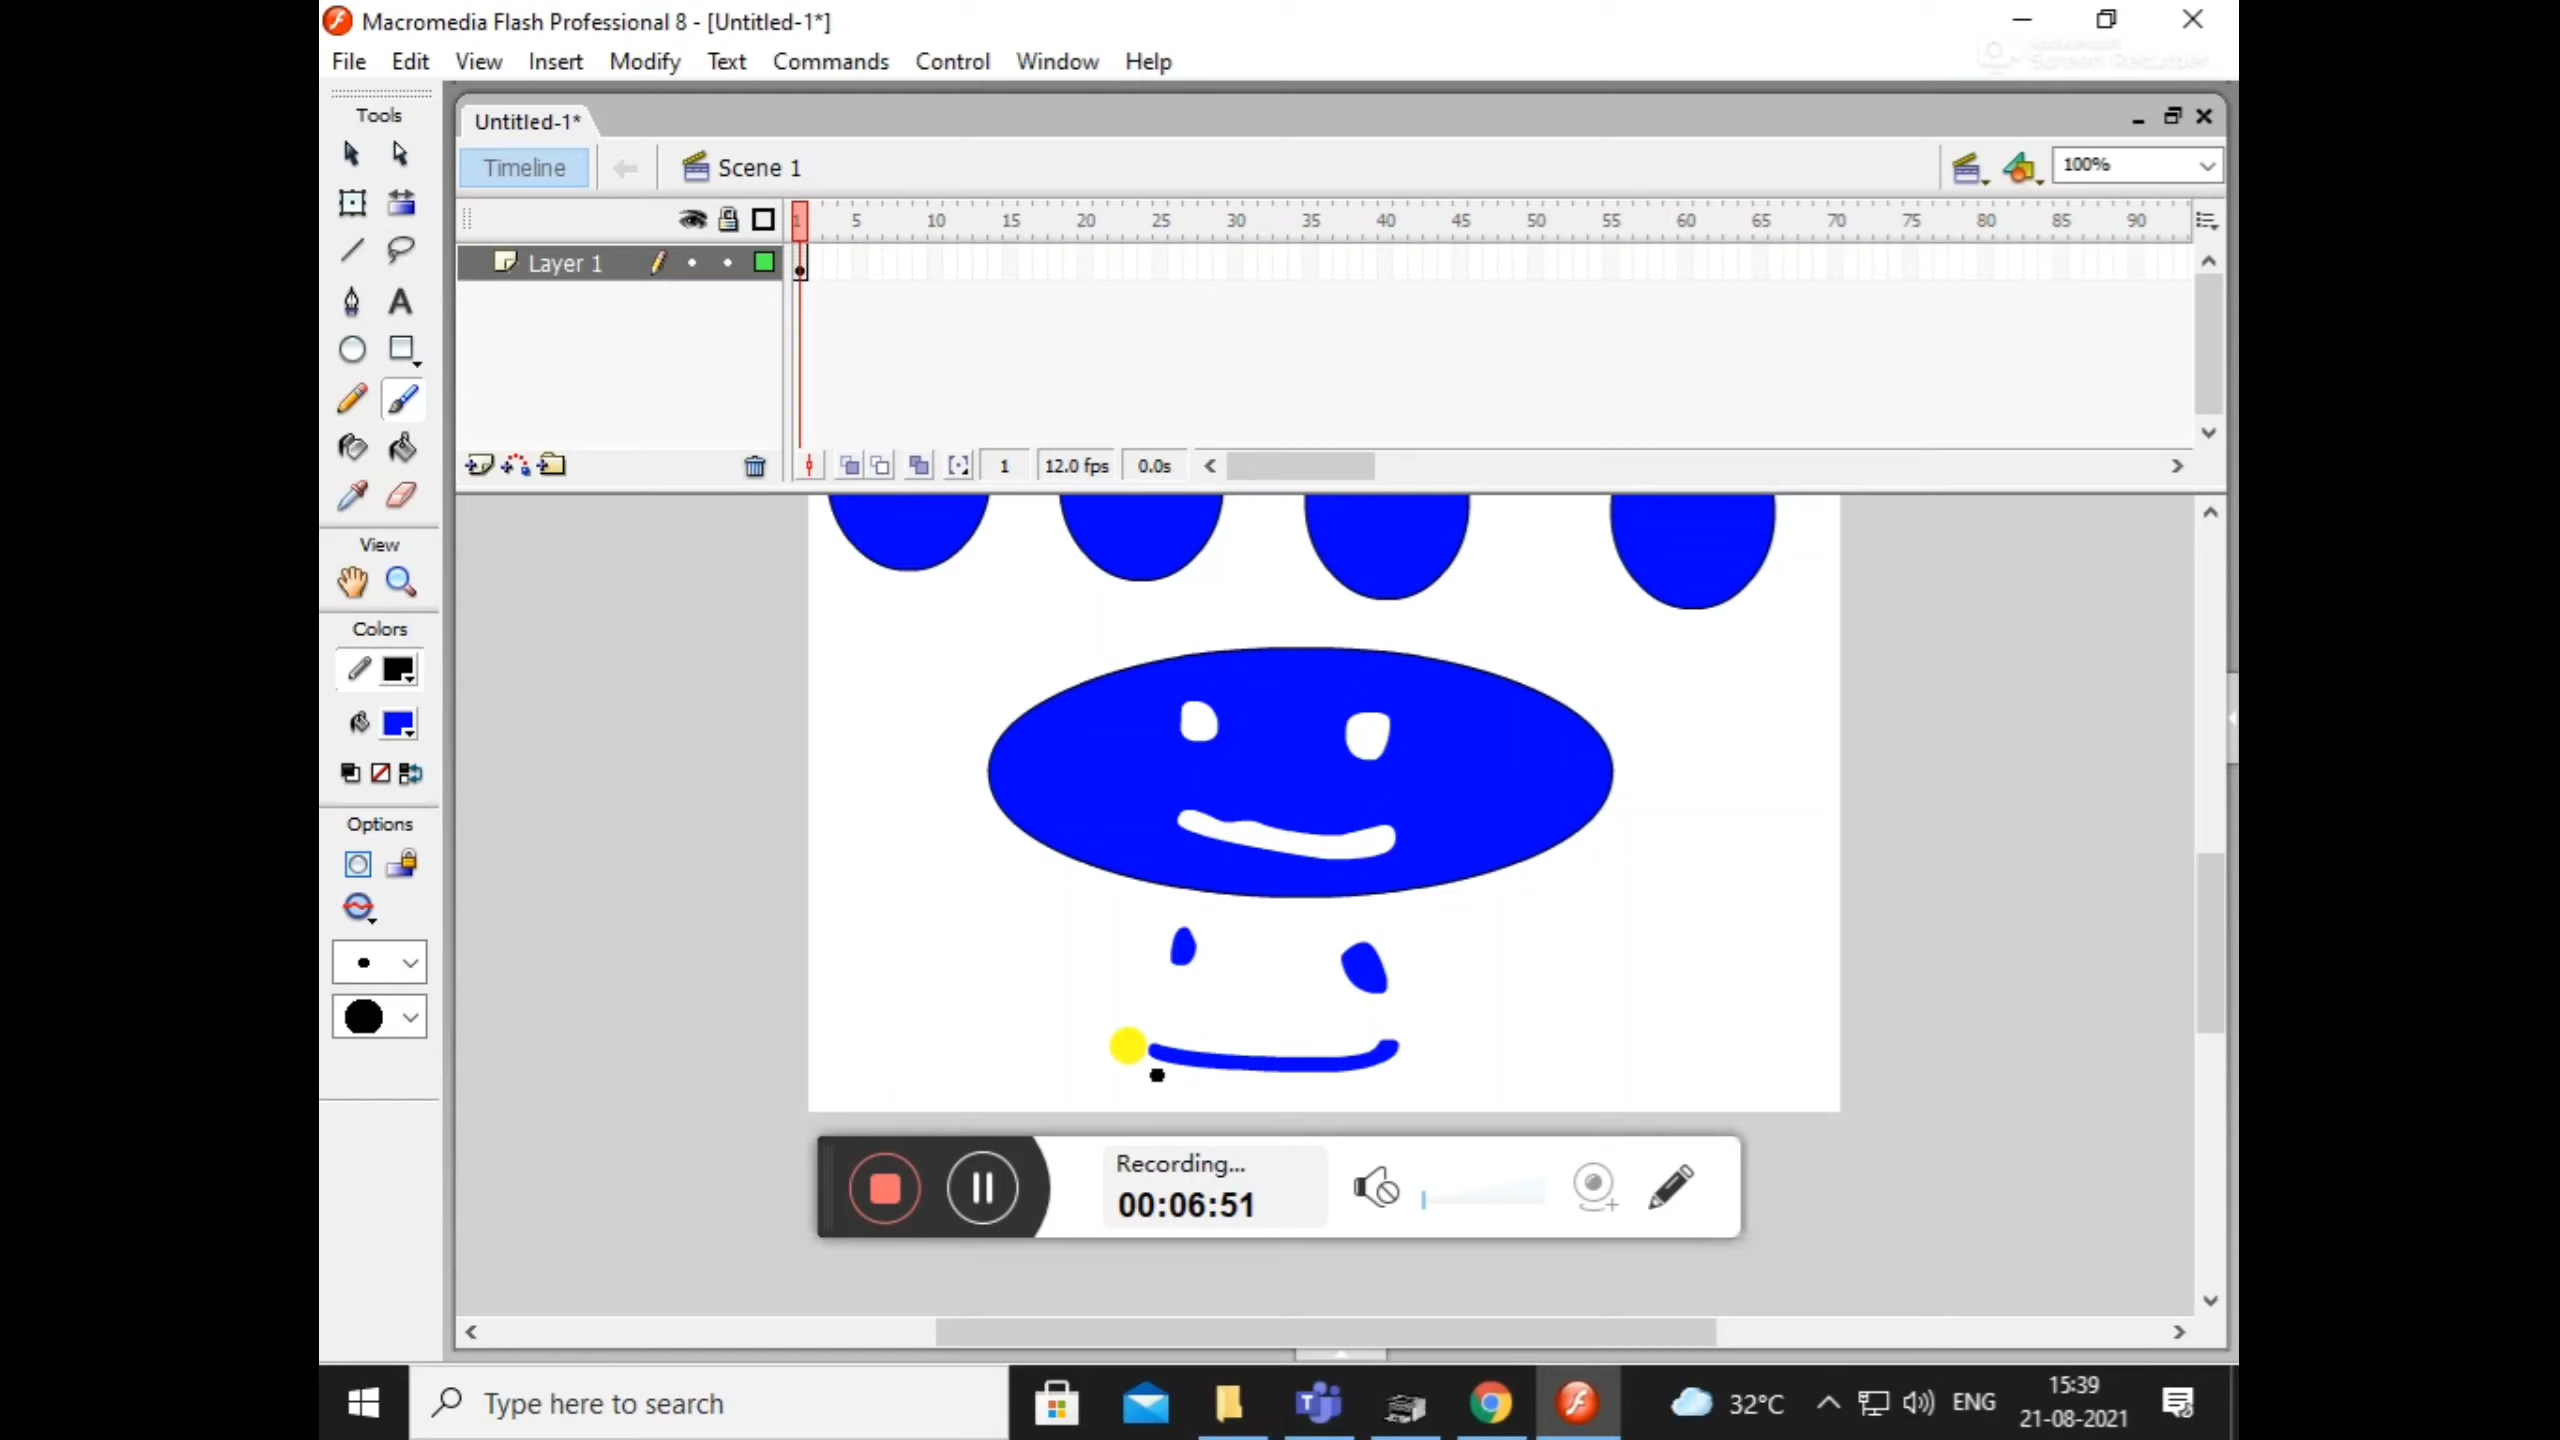 Macromedia Flash Professional 8 - [Untitled-1*]
File Edit View Insert Modify Text Commands Control Window Help
Screen Recorder
Tools
Untitled-1*
Timeline
Scene 1
100%
1 5 10 15 20 25 30 35 40 45 50 55 60 65 70 75 80 85 90
Layer 1
1 12.0 fps 0.0s
View
Colors
Options
Recording...
00:06:51
Type here to search
32°C
ENG
15:39
21-08-2021